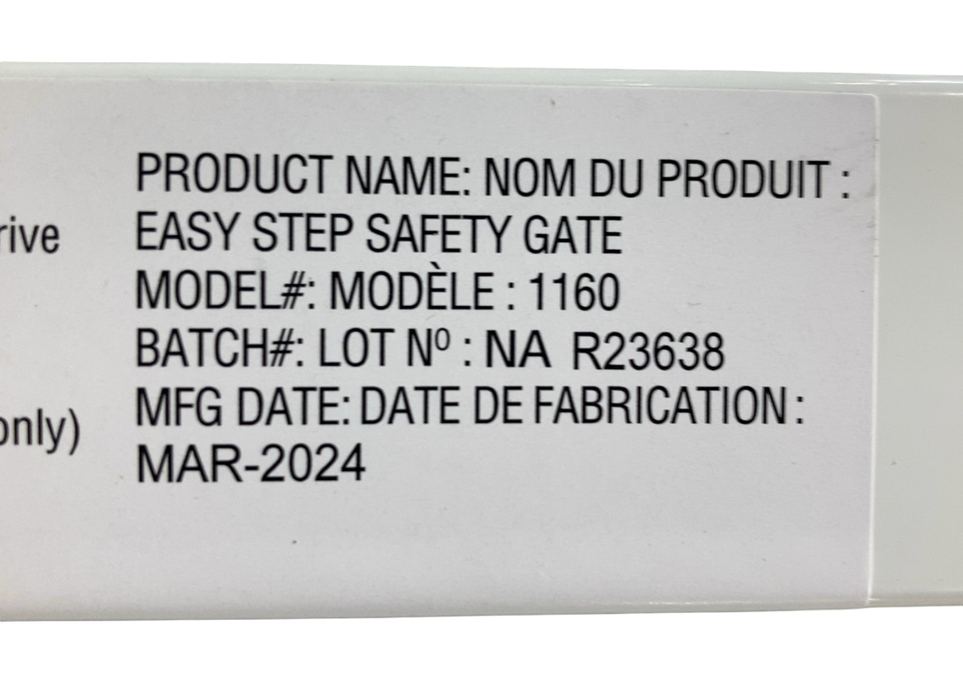 PRODUCT NAME: NOM DU PRODUIT :
rive EASY STEP SAFETY GATE
MODEL#: MODÈLE : 1160
BATCH#: LOT Nº : NA R23638
only) MFG DATE: DATE DE FABRICATION :
MAR-2024